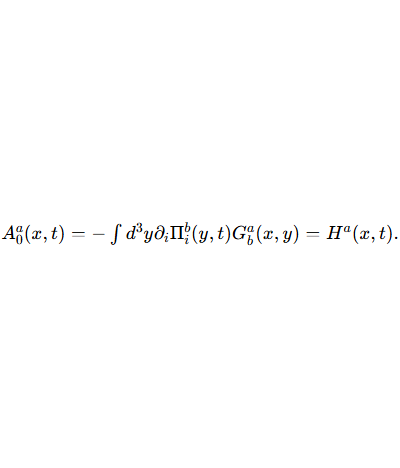 $A_0^a(x,t) = -\int d^3y \partial_i \Pi_i^b(y,t) G_b^a(x,y) = H^a(x,t).$